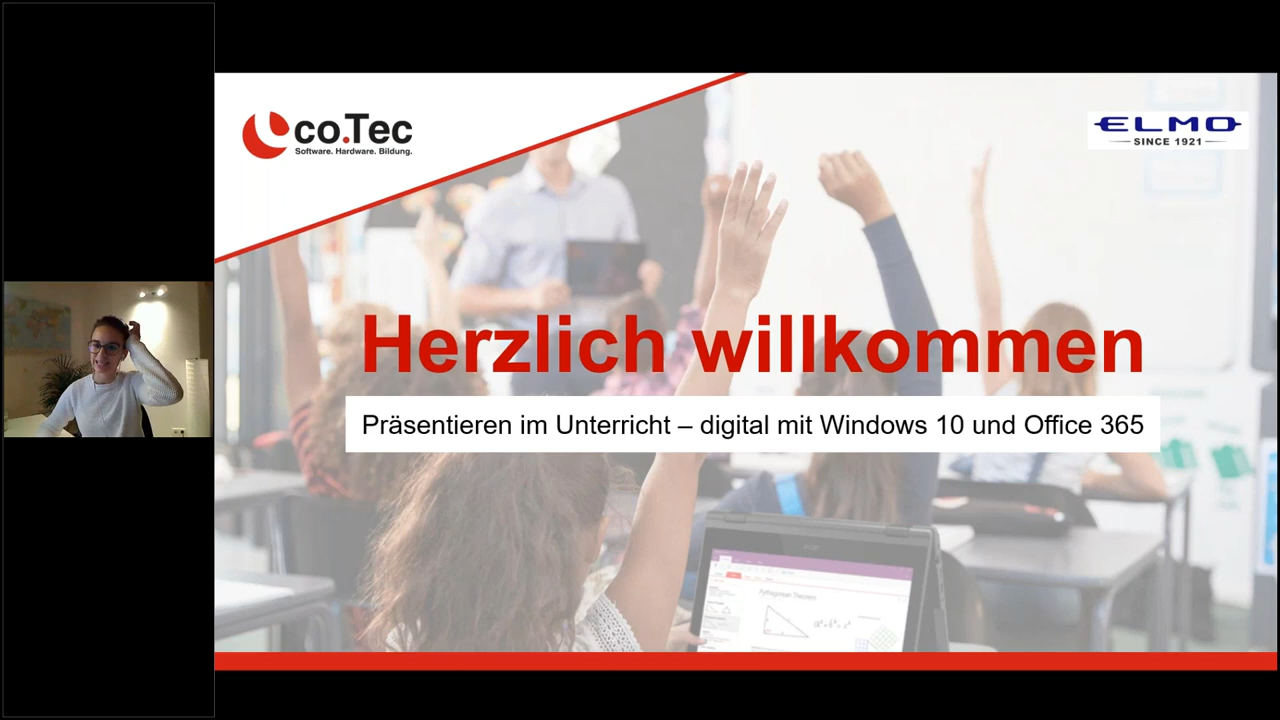 co.Tec
Software. Hardware. Bildung.
ELMO
SINCE 1921
Herzlich willkommen
Präsentieren im Unterricht – digital mit Windows 10 und Office 365
Pythagorean Theorem